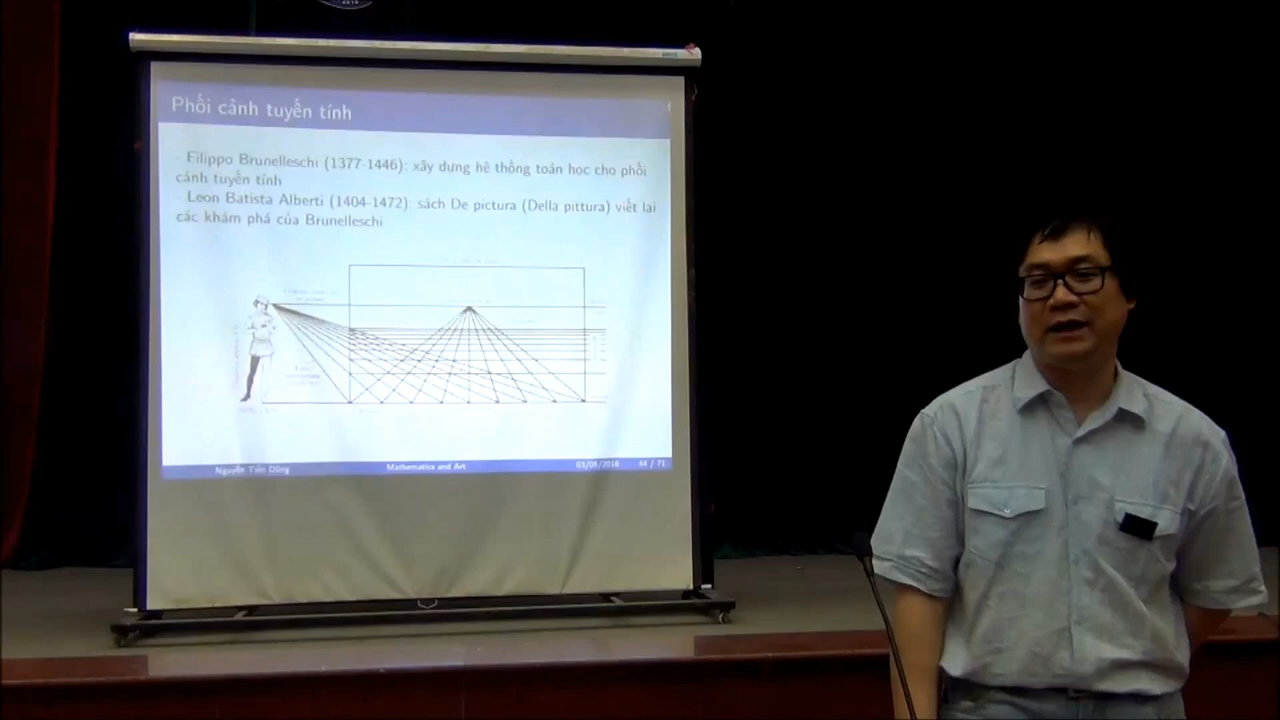 Phối cảnh tuyến tính
- Filippo Brunelleschi (1377-1446): xây dựng hệ thống toán học cho phối
cảnh tuyến tính
- Leon Batista Alberti (1404-1472): sách De pictura (Della pittura) viết lại
các khám phá của Brunelleschi
Nguyễn Tiến Dũng Mathematics and Art 03/08/2016 44 / 71